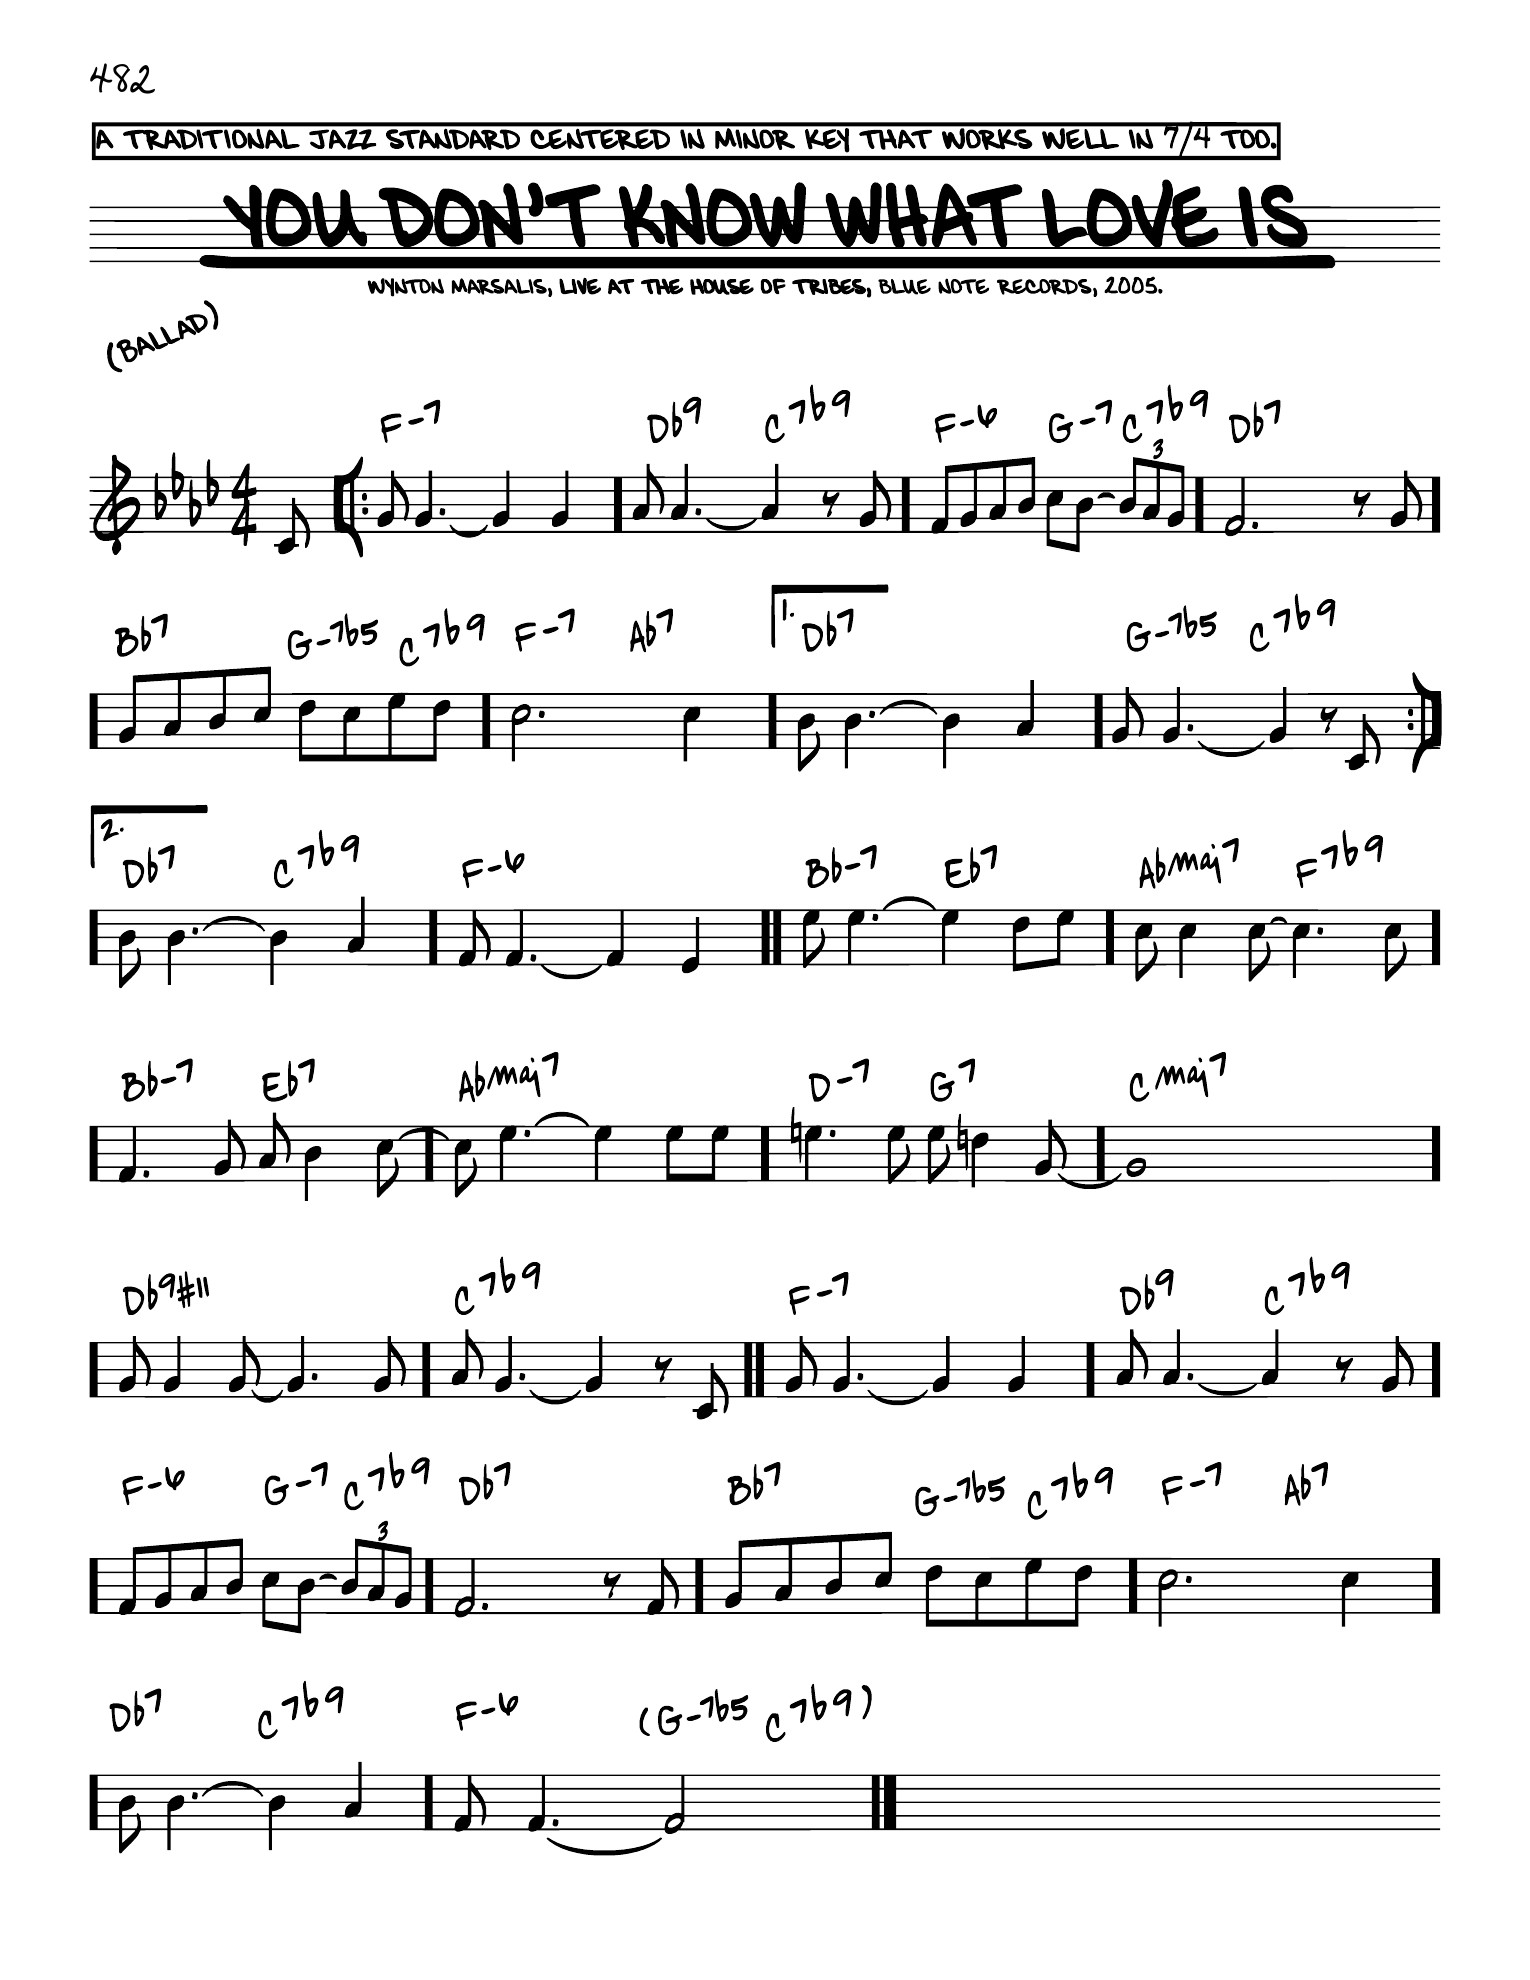 482
A TRADITIONAL JAZZ STANDARD CENTERED IN MINOR KEY THAT WORKS WELL IN 7/4 TOO.
YOU DON'T KNOW WHAT LOVE IS
WYNTON MARSALIS, LIVE AT THE HOUSE OF TRIBES, BLUE NOTE RECORDS, 2005.
(BALLAD)
F-7 Db9 C7b9 F-6 G-7 C7b9 Db7
4 4 3
Bb7 G-7b5 C7b9 F-7 Ab7 1. Db7 G-7b5 C7b9
2. Db7 C7b9 F-6 Bb-7 Eb7 Abmaj7 F7b9
Bb-7 Eb7 Abmaj7 D-7 G7 Cmaj7
Db9#11 C7b9 F-7 Db9 C7b9
F-6 G-7 C7b9 Db7 Bb7 G-7b5 C7b9 F-7 Ab7
3
Db7 C7b9 F-6 (G-7b5 C7b9)